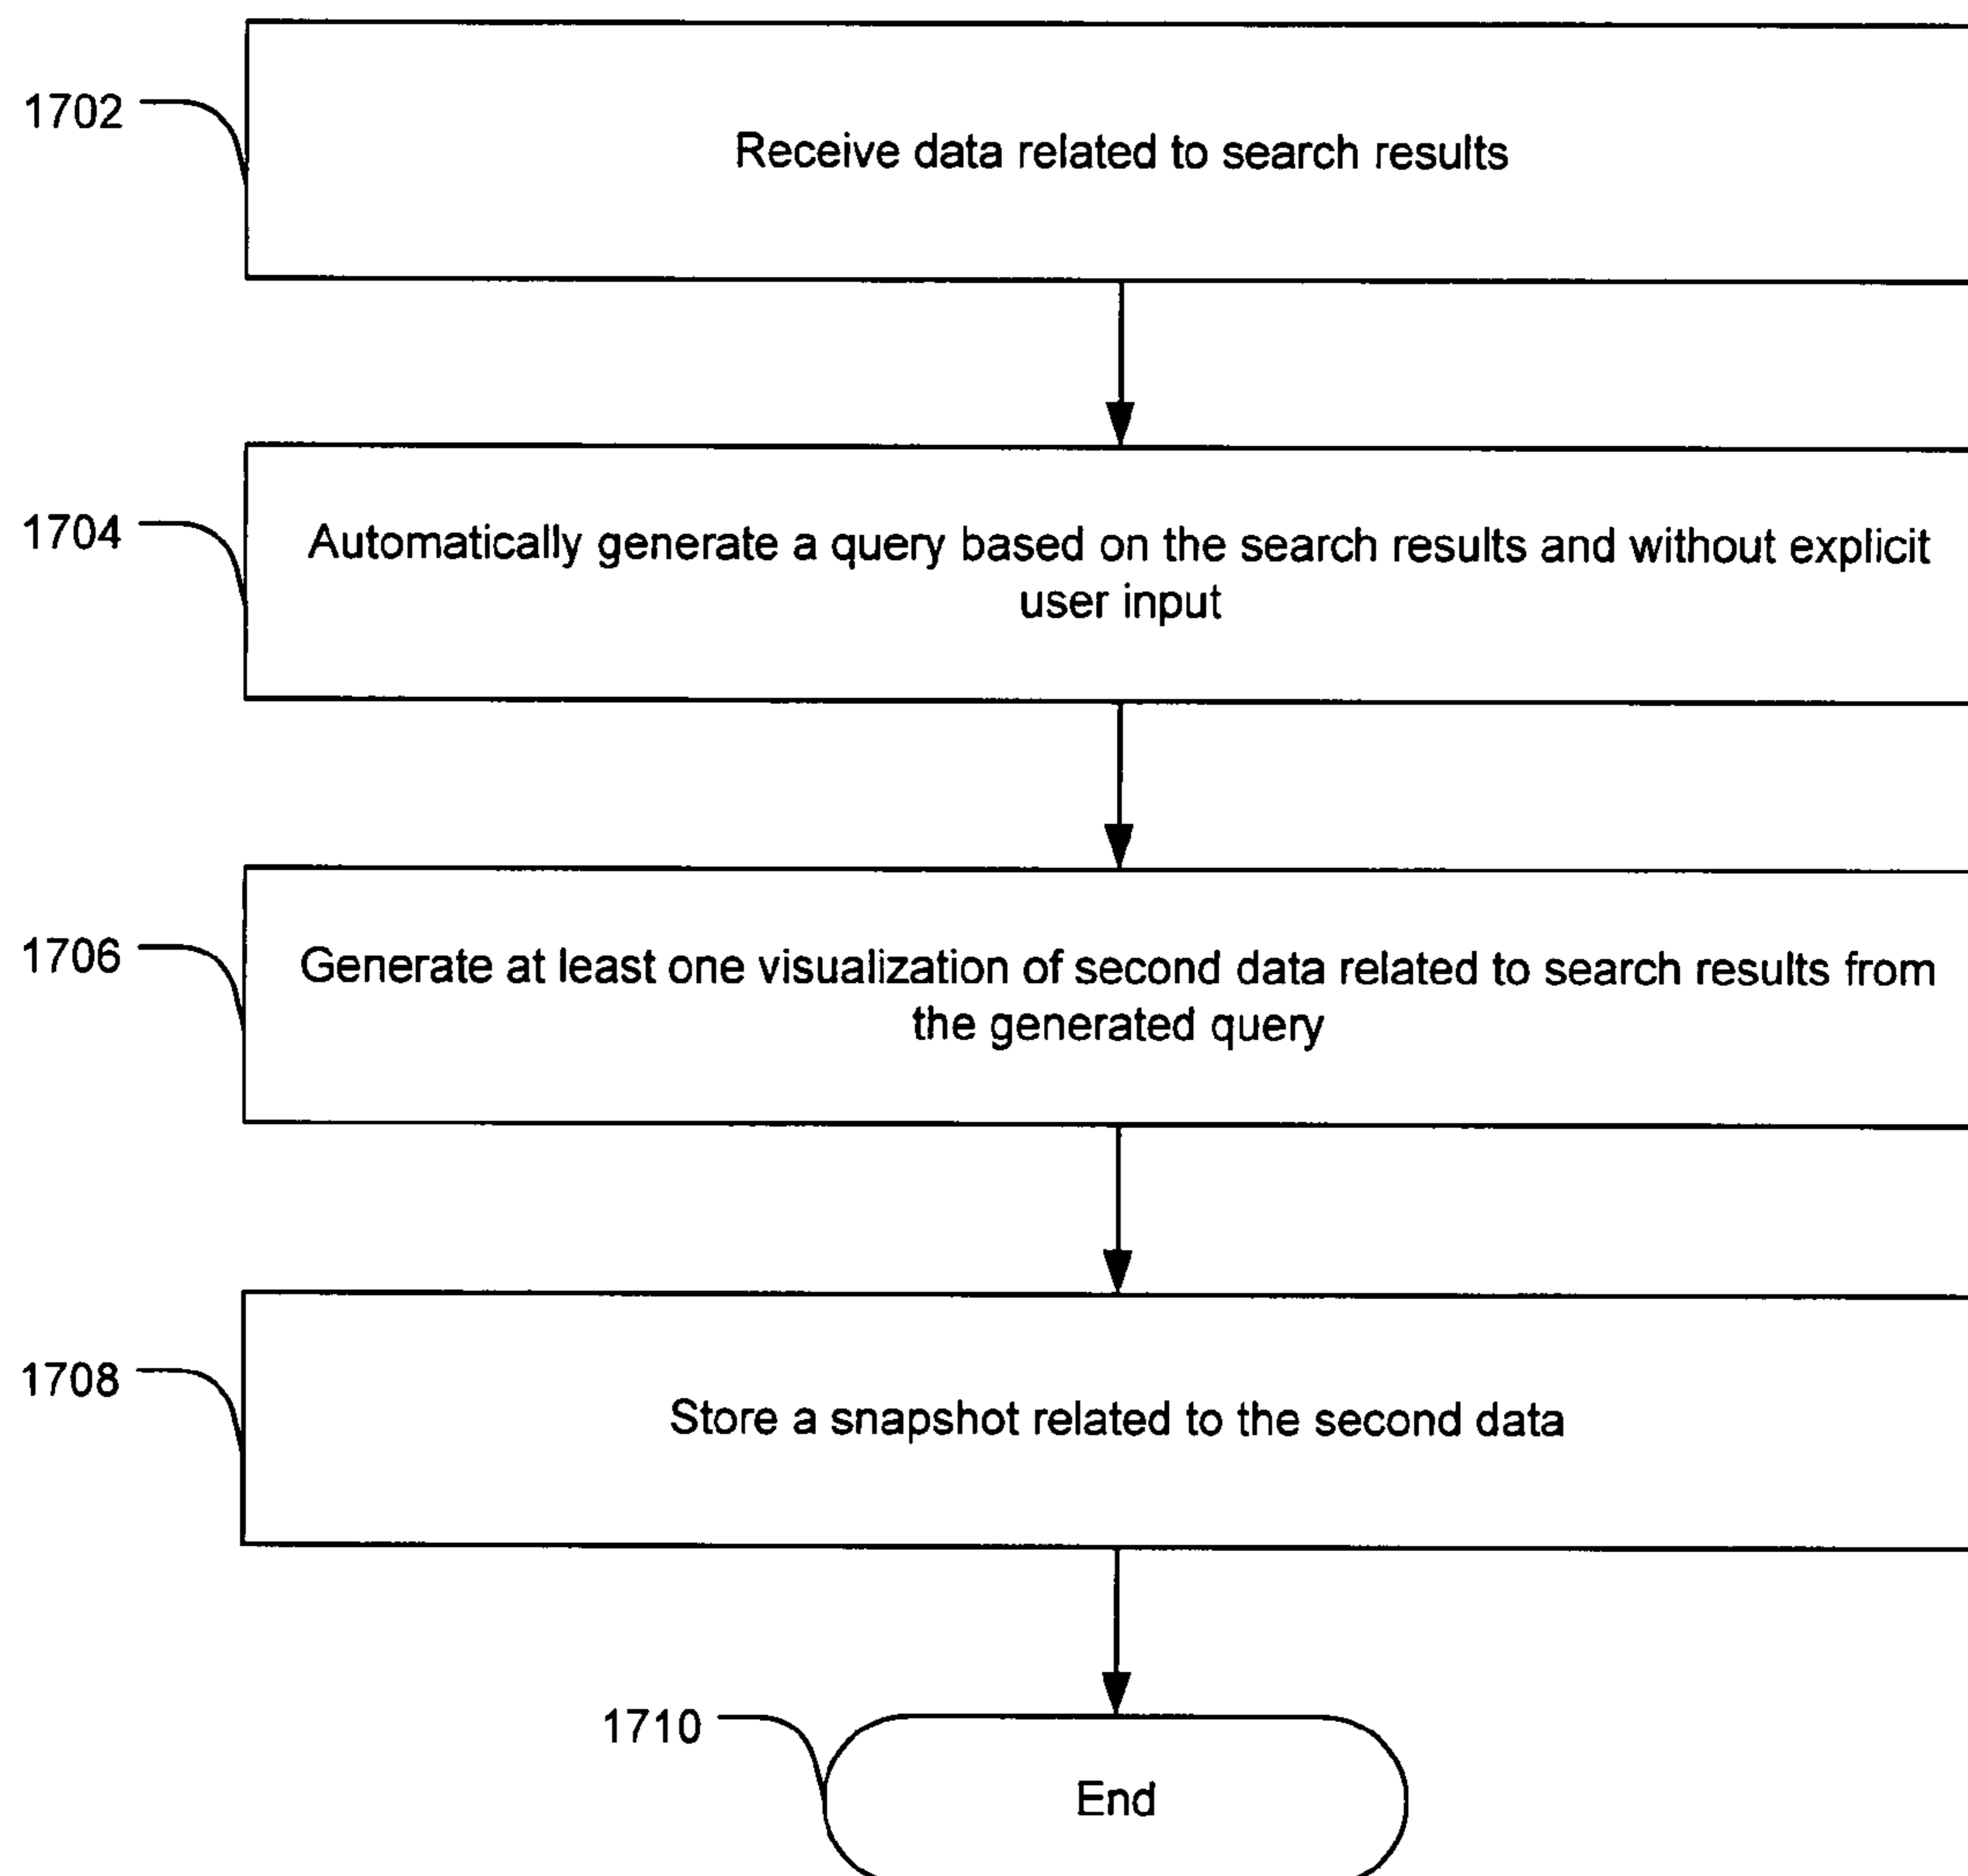 1702
Receive data related to search results
1704
Automatically generate a query based on the search results and without explicit
user input
1706
Generate at least one visualization of second data related to search results from
the generated query
1708
Store a snapshot related to the second data
1710
End